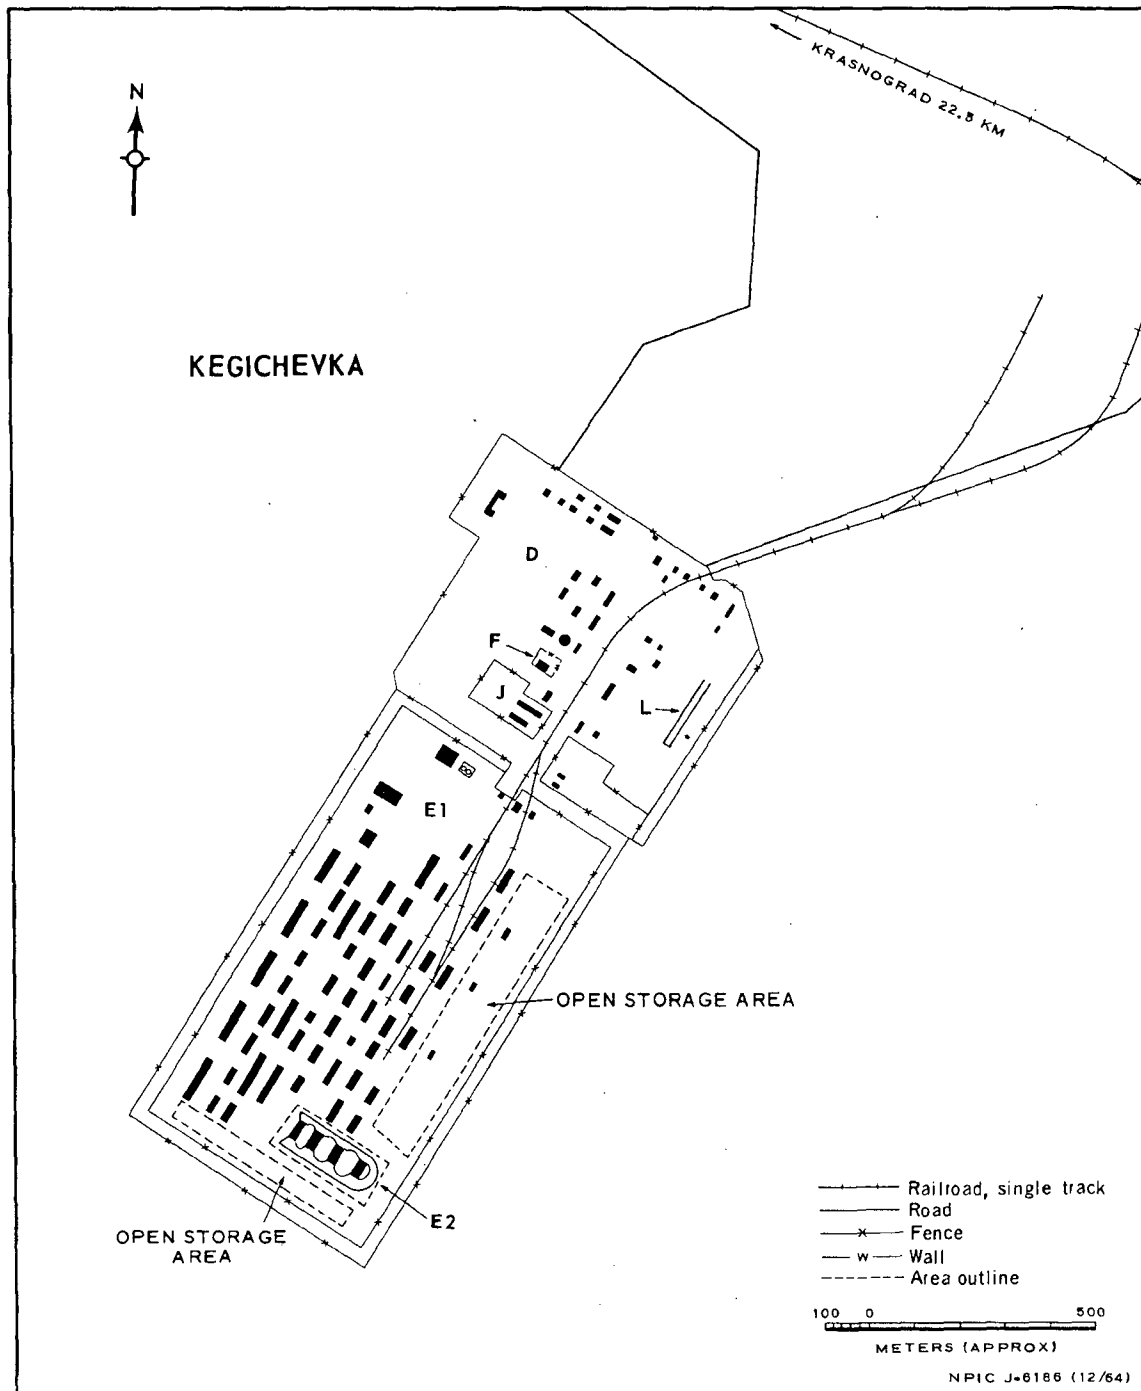 KRASNOGRAD 22.5 KM
N
KEGICHEVKA
D
F
J
L
E1
OPEN STORAGE AREA
E2
OPEN STORAGE
AREA
Railroad, single track
Road
Fence
W Wall
Area outline
100 0 500
METERS (APPROX)
NPIC J-6186 (12/64)